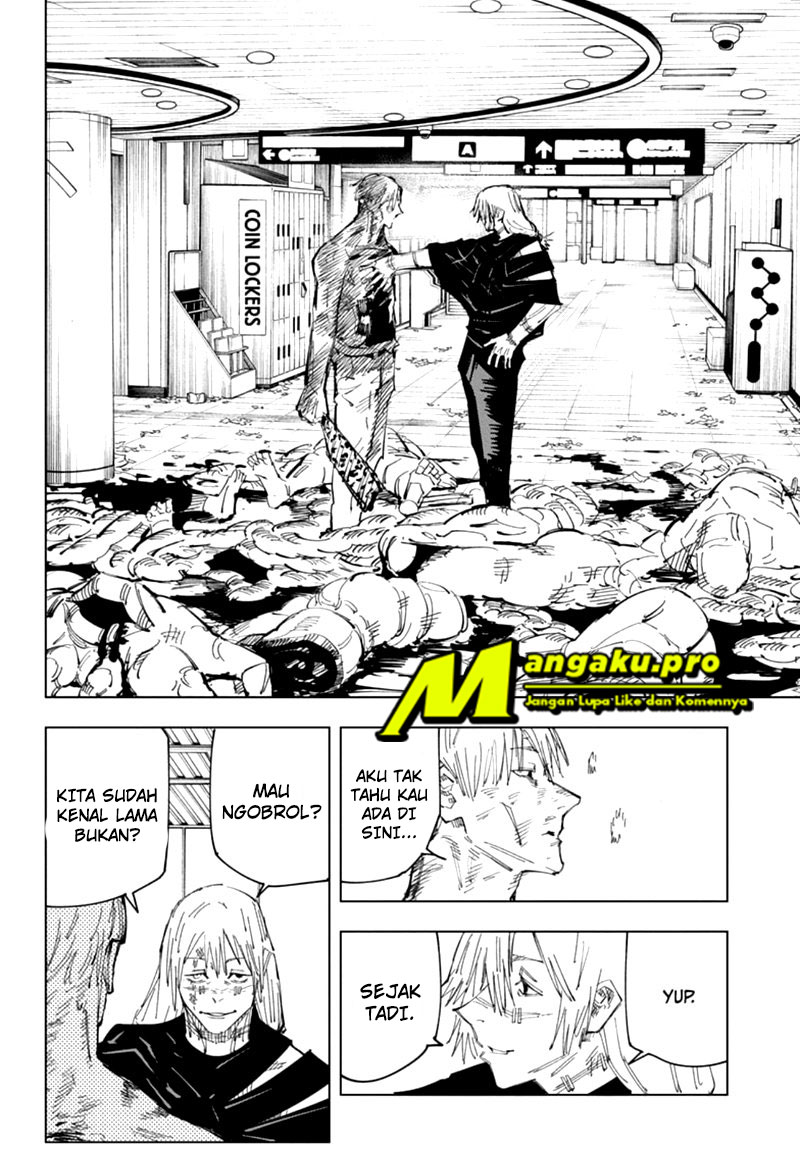 A
COIN LOCKERS
Mangaku.pro
Jangan Lupa Like dan Komennya
AKU TAK
TAHU KAU
ADA DI
SINI...
YUP.
SEJAK
TADI.
MAU
NGOBROL?
KITA SUDAH
KENAL LAMA
BUKAN?